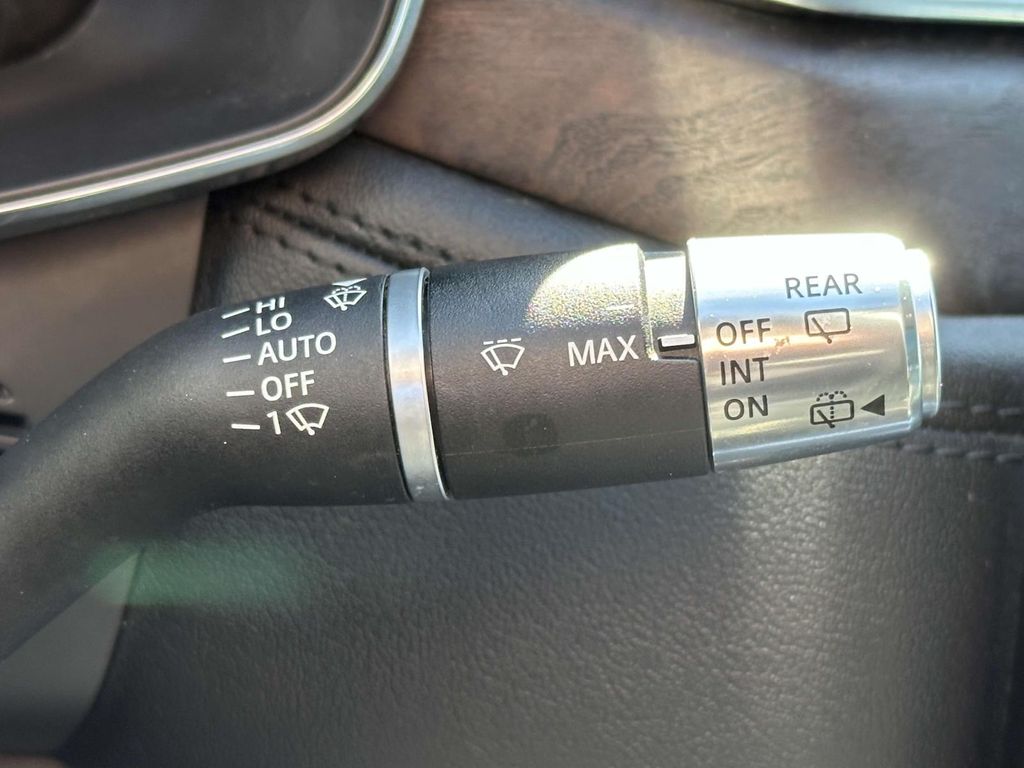 HI
LO
AUTO
OFF
1
MAX
REAR
OFF
INT
ON